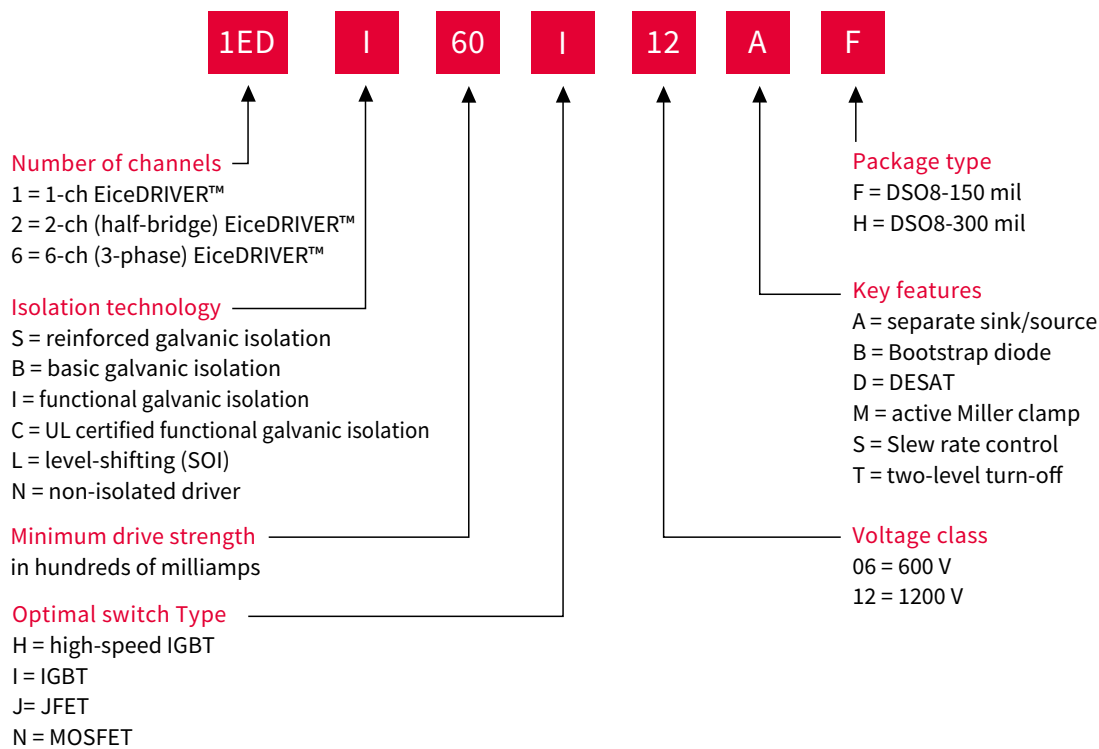 1ED I 60 I 12 A F
Number of channels
1 = 1-ch EiceDRIVER™
2 = 2-ch (half-bridge) EiceDRIVER™
6 = 6-ch (3-phase) EiceDRIVER™
Isolation technology
S = reinforced galvanic isolation
B = basic galvanic isolation
I = functional galvanic isolation
C = UL certified functional galvanic isolation
L = level-shifting (SOI)
N = non-isolated driver
Minimum drive strength
in hundreds of milliamps
Optimal switch Type
H = high-speed IGBT
I = IGBT
J= JFET
N = MOSFET
Package type
F = DSO8-150 mil
H = DSO8-300 mil
Key features
A = separate sink/source
B = Bootstrap diode
D = DESAT
M = active Miller clamp
S = Slew rate control
T = two-level turn-off
Voltage class
06 = 600 V
12 = 1200 V